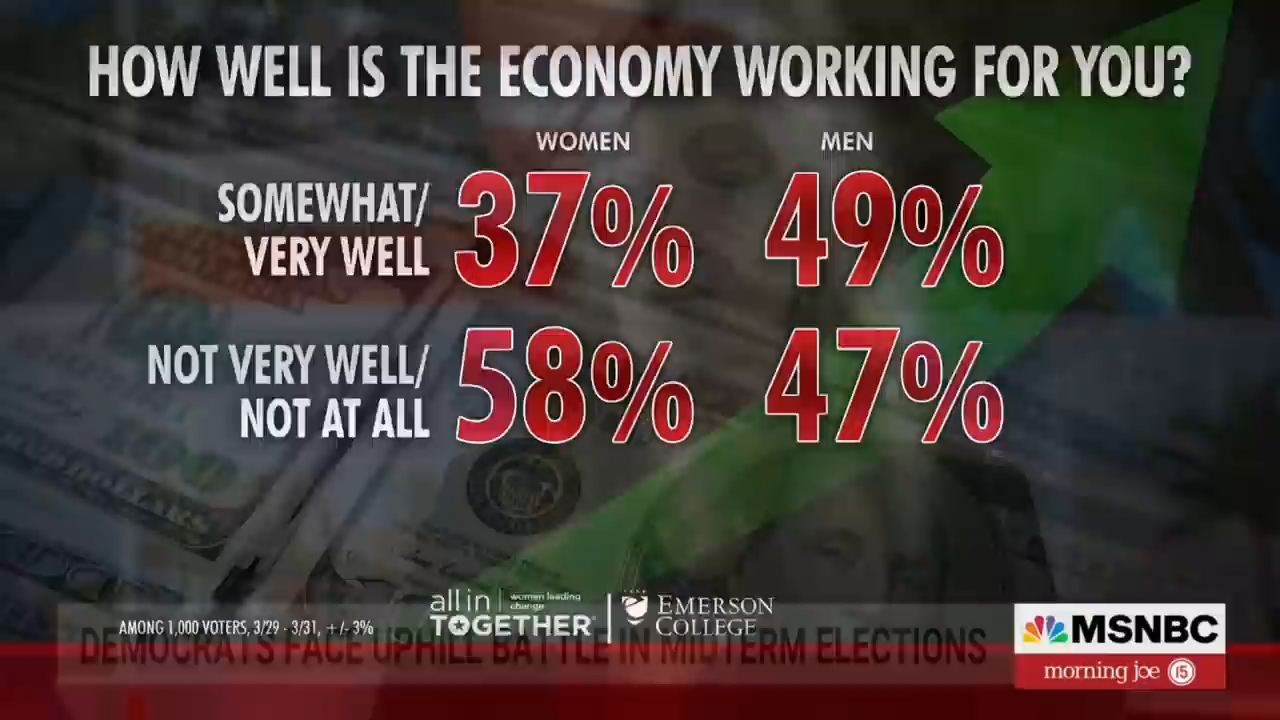 HOW WELL IS THE ECONOMY WORKING FOR YOU?
WOMEN MEN
SOMEWHAT/
VERY WELL 37% 49%
NOT VERY WELL/
NOT AT ALL 58% 47%
AMONG 1,000 VOTERS, 3/29 - 3/31, +/- 3%
all in women leading
change
TOGETHER
EMERSON
COLLEGE
DEMOCRATS FACE UPHILL BATTLE IN MIDTERM ELECTIONS
MSNBC
morning joe 15